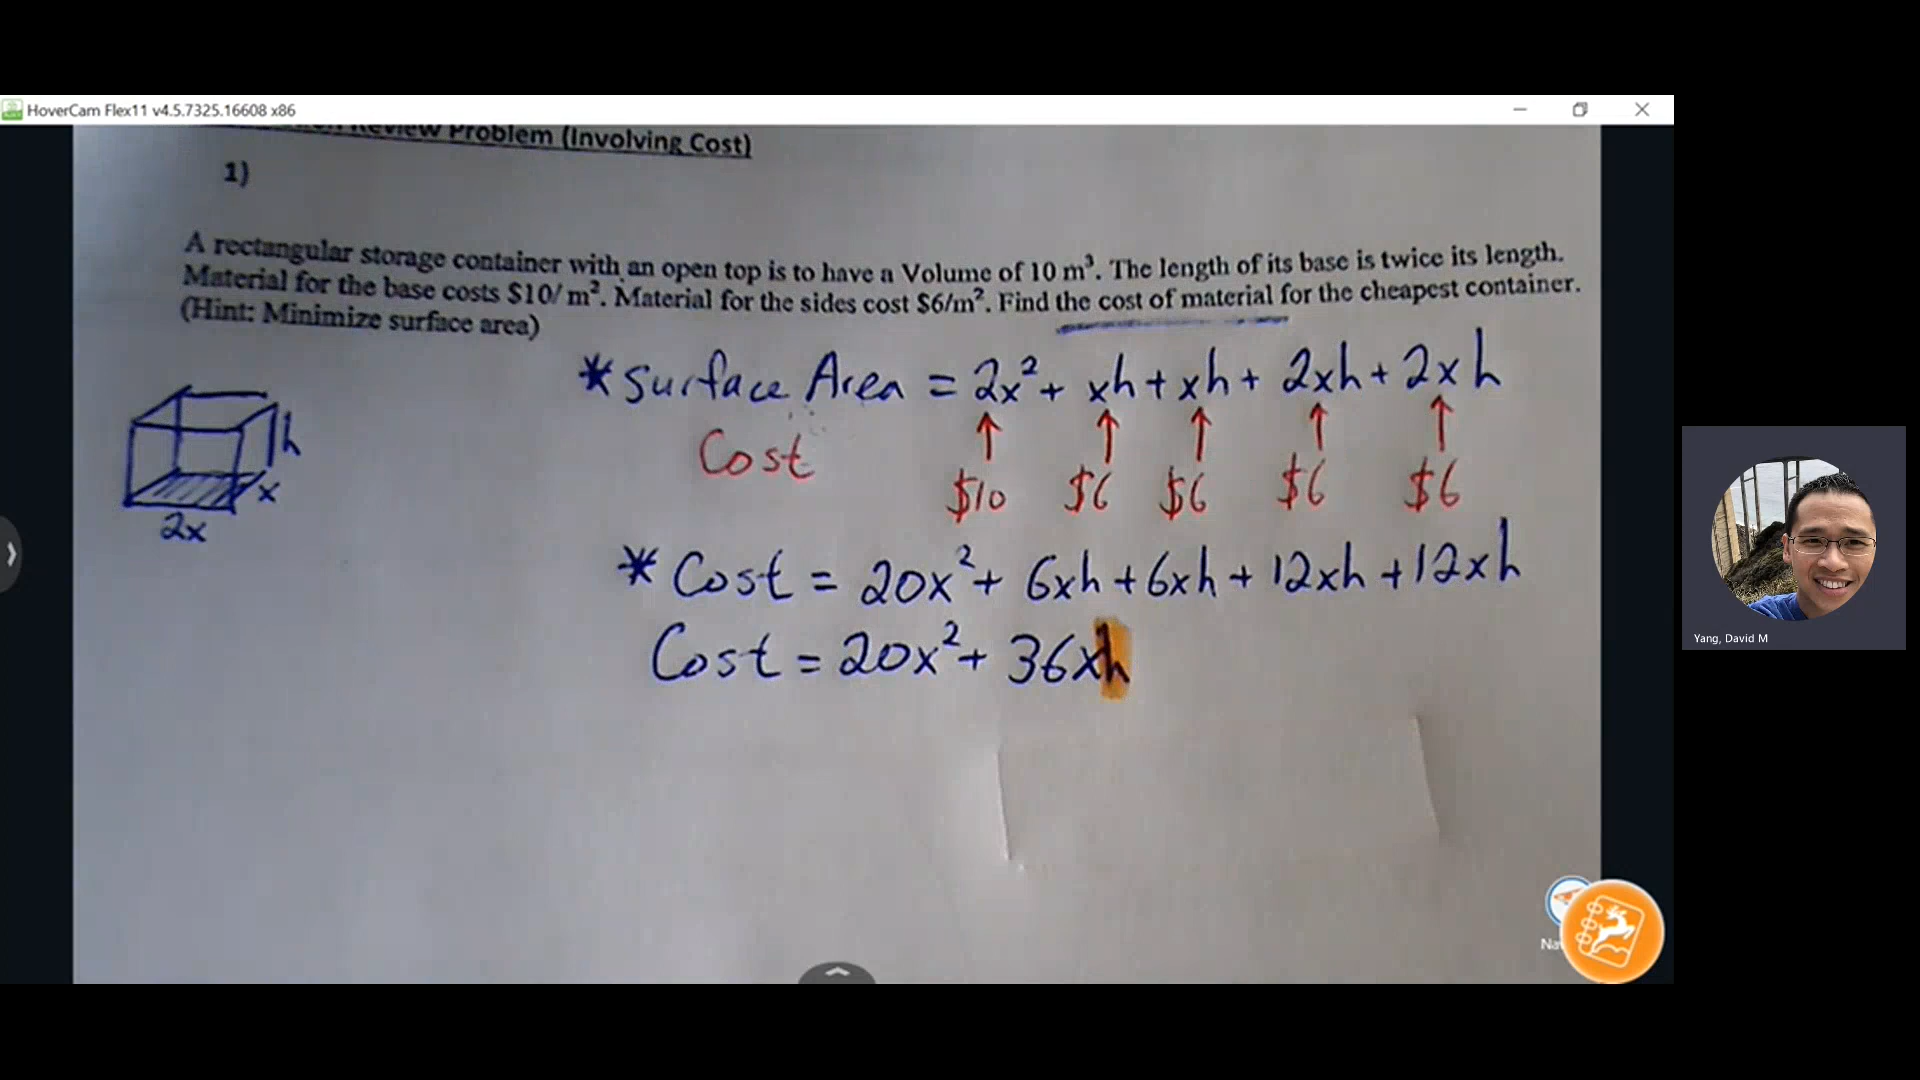 HoverCam Flex11 v4.5.7325.16608 x86
Review Problem (Involving Cost)
1)
A rectangular storage container with an open top is to have a Volume of 10 m³. The length of its base is twice its length.
Material for the base costs $10/ m². Material for the sides cost $6/m². Find the cost of material for the cheapest container.
(Hint: Minimize surface area)
* Surface Area = 2x² + xh + xh + 2xh + 2xh
Cost ↑ ↑ ↑ ↑ ↑
$10 $6 $6 $6 $6
h
x
2x
* Cost = 20x² + 6xh + 6xh + 12xh + 12xh
Cost = 20x² + 36xh
Yang, David M